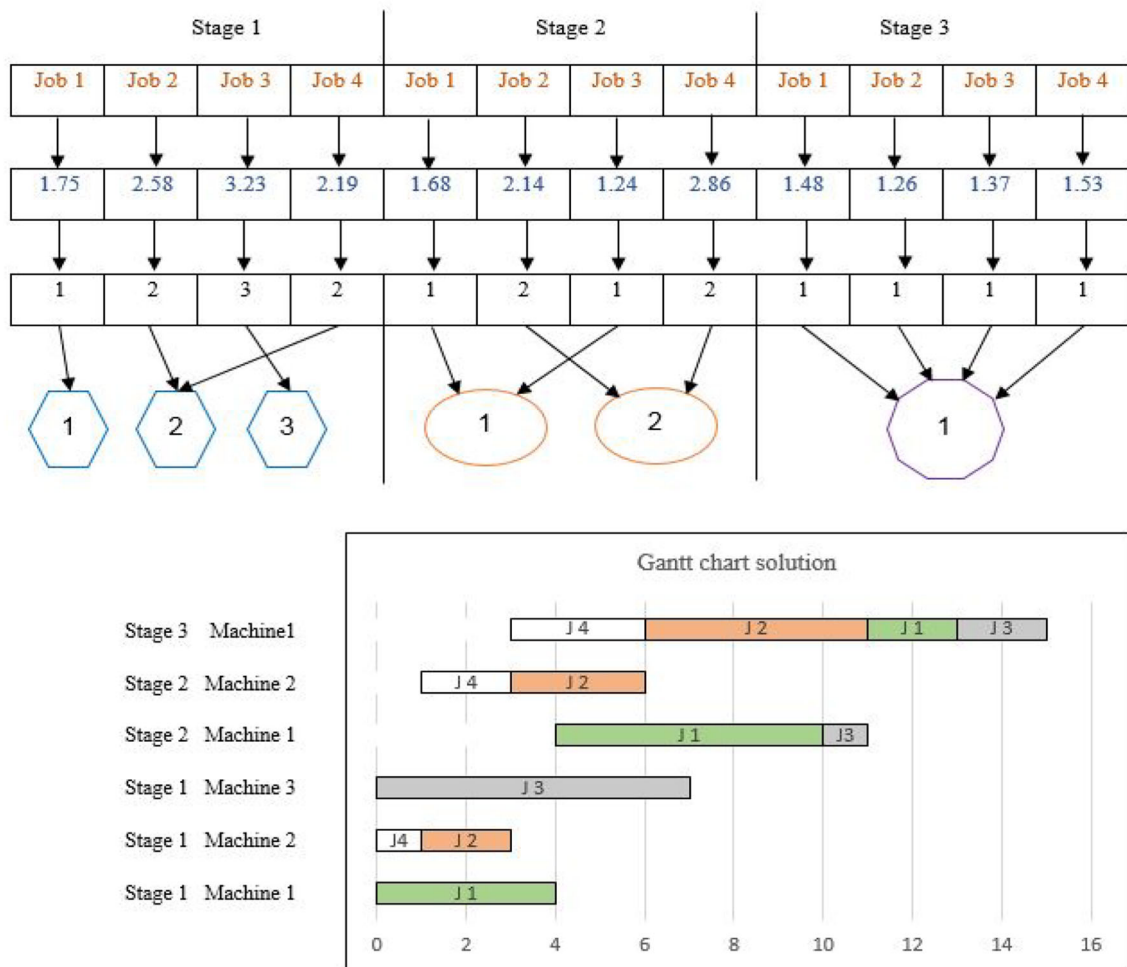 Stage 1 Stage 2 Stage 3
Job 1 Job 2 Job 3 Job 4 Job 1 Job 2 Job 3 Job 4 Job 1 Job 2 Job 3 Job 4
1.75 2.58 3.23 2.19 1.68 2.14 1.24 2.86 1.48 1.26 1.37 1.53
1 2 3 2 1 2 1 2 1 1 1 1
1 2 3 1 2 1
Gantt chart solution
Stage 3 Machine1 J 4 J 2 J 1 J 3
Stage 2 Machine 2 J 4 J 2
Stage 2 Machine 1 J 1 J3
Stage 1 Machine 3 J 3
Stage 1 Machine 2 J4 J 2
Stage 1 Machine 1 J 1
0 2 4 6 8 10 12 14 16